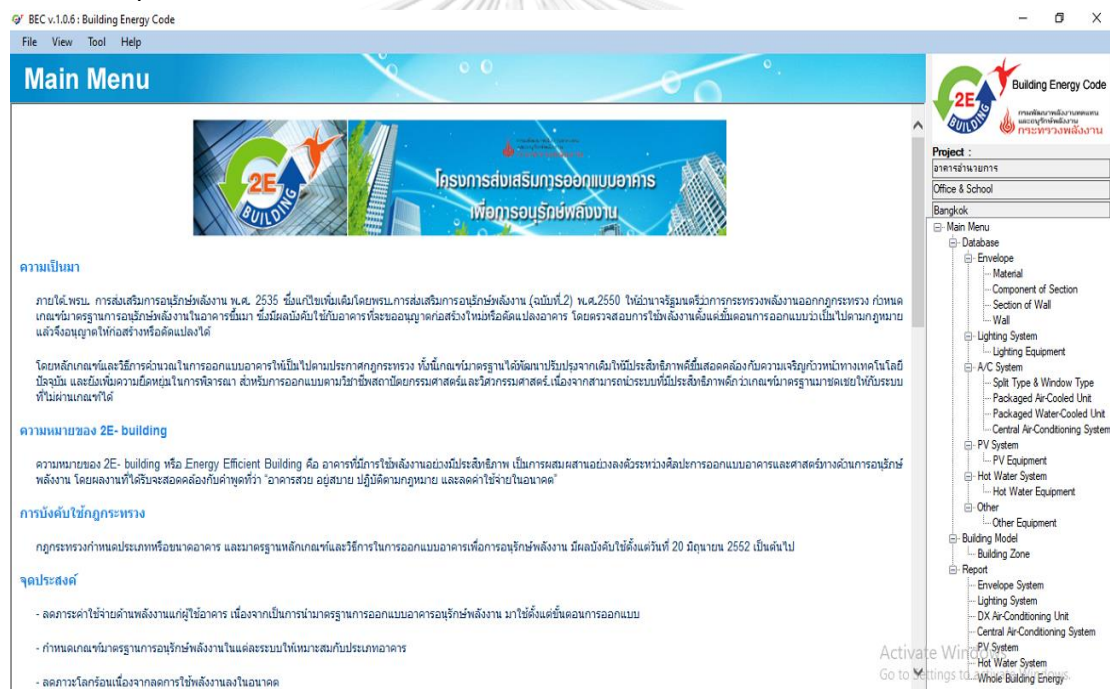 BEC v.1.0.6 : Building Energy Code
File View Tool Help
Main Menu
2E
BUILDING
โครงการส่งเสริมการออกแบบอาคาร
เพื่อการอนุรักษ์พลังงาน
ความเป็นมา
ภายใต้.พรบ. การส่งเสริมการอนุรักษ์พลังงาน พ.ศ. 2535 ซึ่งแก้ไขเพิ่มเติมโดยพรบ.การส่งเสริมการอนุรักษ์พลังงาน (ฉบับที่.2) พ.ศ.2550 ให้อำนาจรัฐมนตรีว่าการกระทรวงพลังงานออกกฎกระทรวง กำหนด
เกณฑ์มาตรฐานการอนุรักษ์พลังงานในอาคารขึ้นมา ซึ่งมีผลบังคับใช้กับอาคารที่จะขออนุญาตก่อสร้างใหม่หรือดัดแปลงอาคาร โดยตรวจสอบการใช้พลังงานตั้งแต่ขั้นตอนการออกแบบว่าเป็นไปตามกฎหมาย
แล้วจึงอนุญาตให้ก่อสร้างหรือดัดแปลงได้
โดยหลักเกณฑ์และวิธีการคำนวณในการออกแบบอาคารให้เป็นไปตามประกาศกฎกระทรวง ทั้งนี้เกณฑ์มาตรฐานได้พัฒนาปรับปรุงจากเดิมให้มีประสิทธิภาพดีขึ้นสอดคล้องกับความเจริญก้าวหน้าทางเทคโนโลยี
ปัจจุบัน และยังเพิ่มความยืดหยุ่นในการพิจารณา สำหรับการออกแบบตามวิชาชีพสถาปัตยกรรมศาสตร์และวิศวกรรมศาสตร์ เนื่องจากสามารถนำระบบที่มีประสิทธิภาพดีกว่าเกณฑ์มาตรฐานมาชดเชยให้กับระบบ
ที่ไม่ผ่านเกณฑ์ได้
ความหมายของ 2E- building
ความหมายของ 2E- building หรือ Energy Efficient Building คือ อาคารที่มีการใช้พลังงานอย่างมีประสิทธิภาพ เป็นการผสมผสานอย่างลงตัวระหว่างศิลปะการออกแบบอาคารและศาสตร์ทางด้านการอนุรักษ์
พลังงาน โดยผลงานที่ได้รับจะสอดคล้องกับคำพูดที่ว่า "อาคารสวย อยู่สบาย ปฏิบัติตามกฎหมาย และลดค่าใช้จ่ายในอนาคต"
การบังคับใช้กฎกระทรวง
กฎกระทรวงกำหนดประเภทหรือขนาดอาคาร และมาตรฐานหลักเกณฑ์และวิธีการในการออกแบบอาคารเพื่อการอนุรักษ์พลังงาน มีผลบังคับใช้ตั้งแต่วันที่ 20 มิถุนายน 2552 เป็นต้นไป
จุดประสงค์
- ลดภาระค่าใช้จ่ายด้านพลังงานแก่ผู้ใช้อาคาร เนื่องจากเป็นการนำมาตรฐานการออกแบบอาคารอนุรักษ์พลังงาน มาใช้ตั้งแต่ขั้นตอนการออกแบบ
- กำหนดเกณฑ์มาตรฐานการอนุรักษ์พลังงานในแต่ละระบบให้เหมาะสมกับประเภทอาคาร
- ลดภาวะโลกร้อนเนื่องจากลดการใช้พลังงานลงในอนาคต
2E
BUILDING
Building Energy Code
กรมพัฒนาพลังงานทดแทน
และอนุรักษ์พลังงาน
กระทรวงพลังงาน
Project :
อาคารอำนวยการ
Office & School
Bangkok
Main Menu
Database
Envelope
Material
Component of Section
Section of Wall
Wall
Lighting System
Lighting Equipment
A/C System
Split Type & Window Type
Packaged Air-Cooled Unit
Packaged Water-Cooled Unit
Central Air-Conditioning System
PV System
PV Equipment
Hot Water System
Hot Water Equipment
Other
Other Equipment
Building Model
Building Zone
Report
Envelope System
Lighting System
DX Air-Conditioning Unit
Central Air-Conditioning System
PV System
Hot Water System
Whole Building Energy
Activate Windows
Go to Settings to